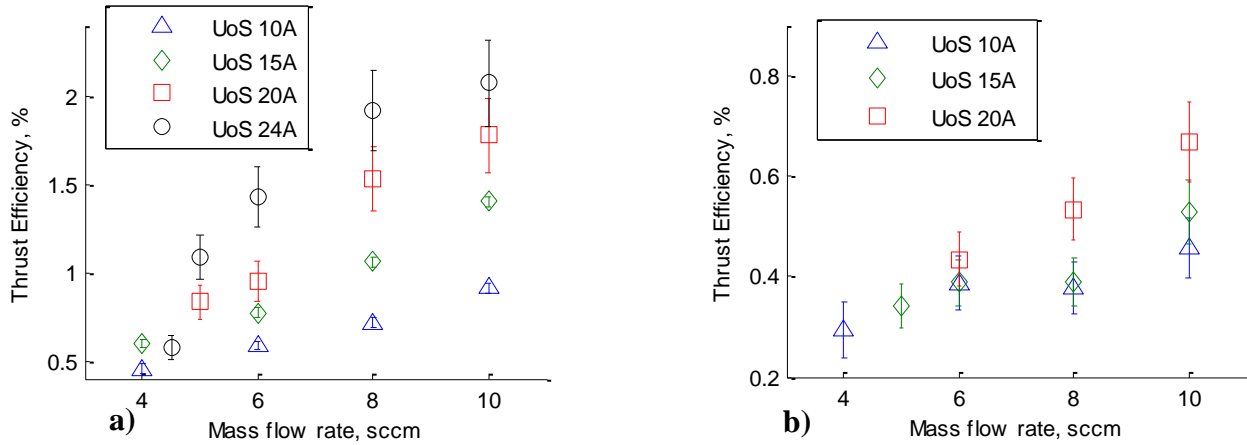 UoS 10A
UoS 15A
UoS 20A
UoS 24A
Thrust Efficiency, %
2
1.5
1
0.5
4 6 8 10
Mass flow rate, sccm
a)
UoS 10A
UoS 15A
UoS 20A
Thrust Efficiency, %
0.8
0.6
0.4
0.2
4 6 8 10
Mass flow rate, sccm
b)